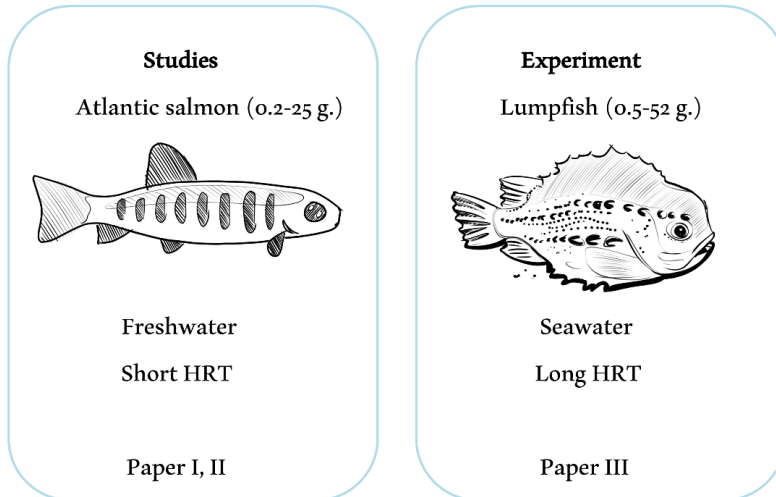 Studies
Atlantic salmon (0.2-25 g.)
Freshwater
Short HRT
Paper I, II
Experiment
Lumpfish (0.5-52 g.)
Seawater
Long HRT
Paper III